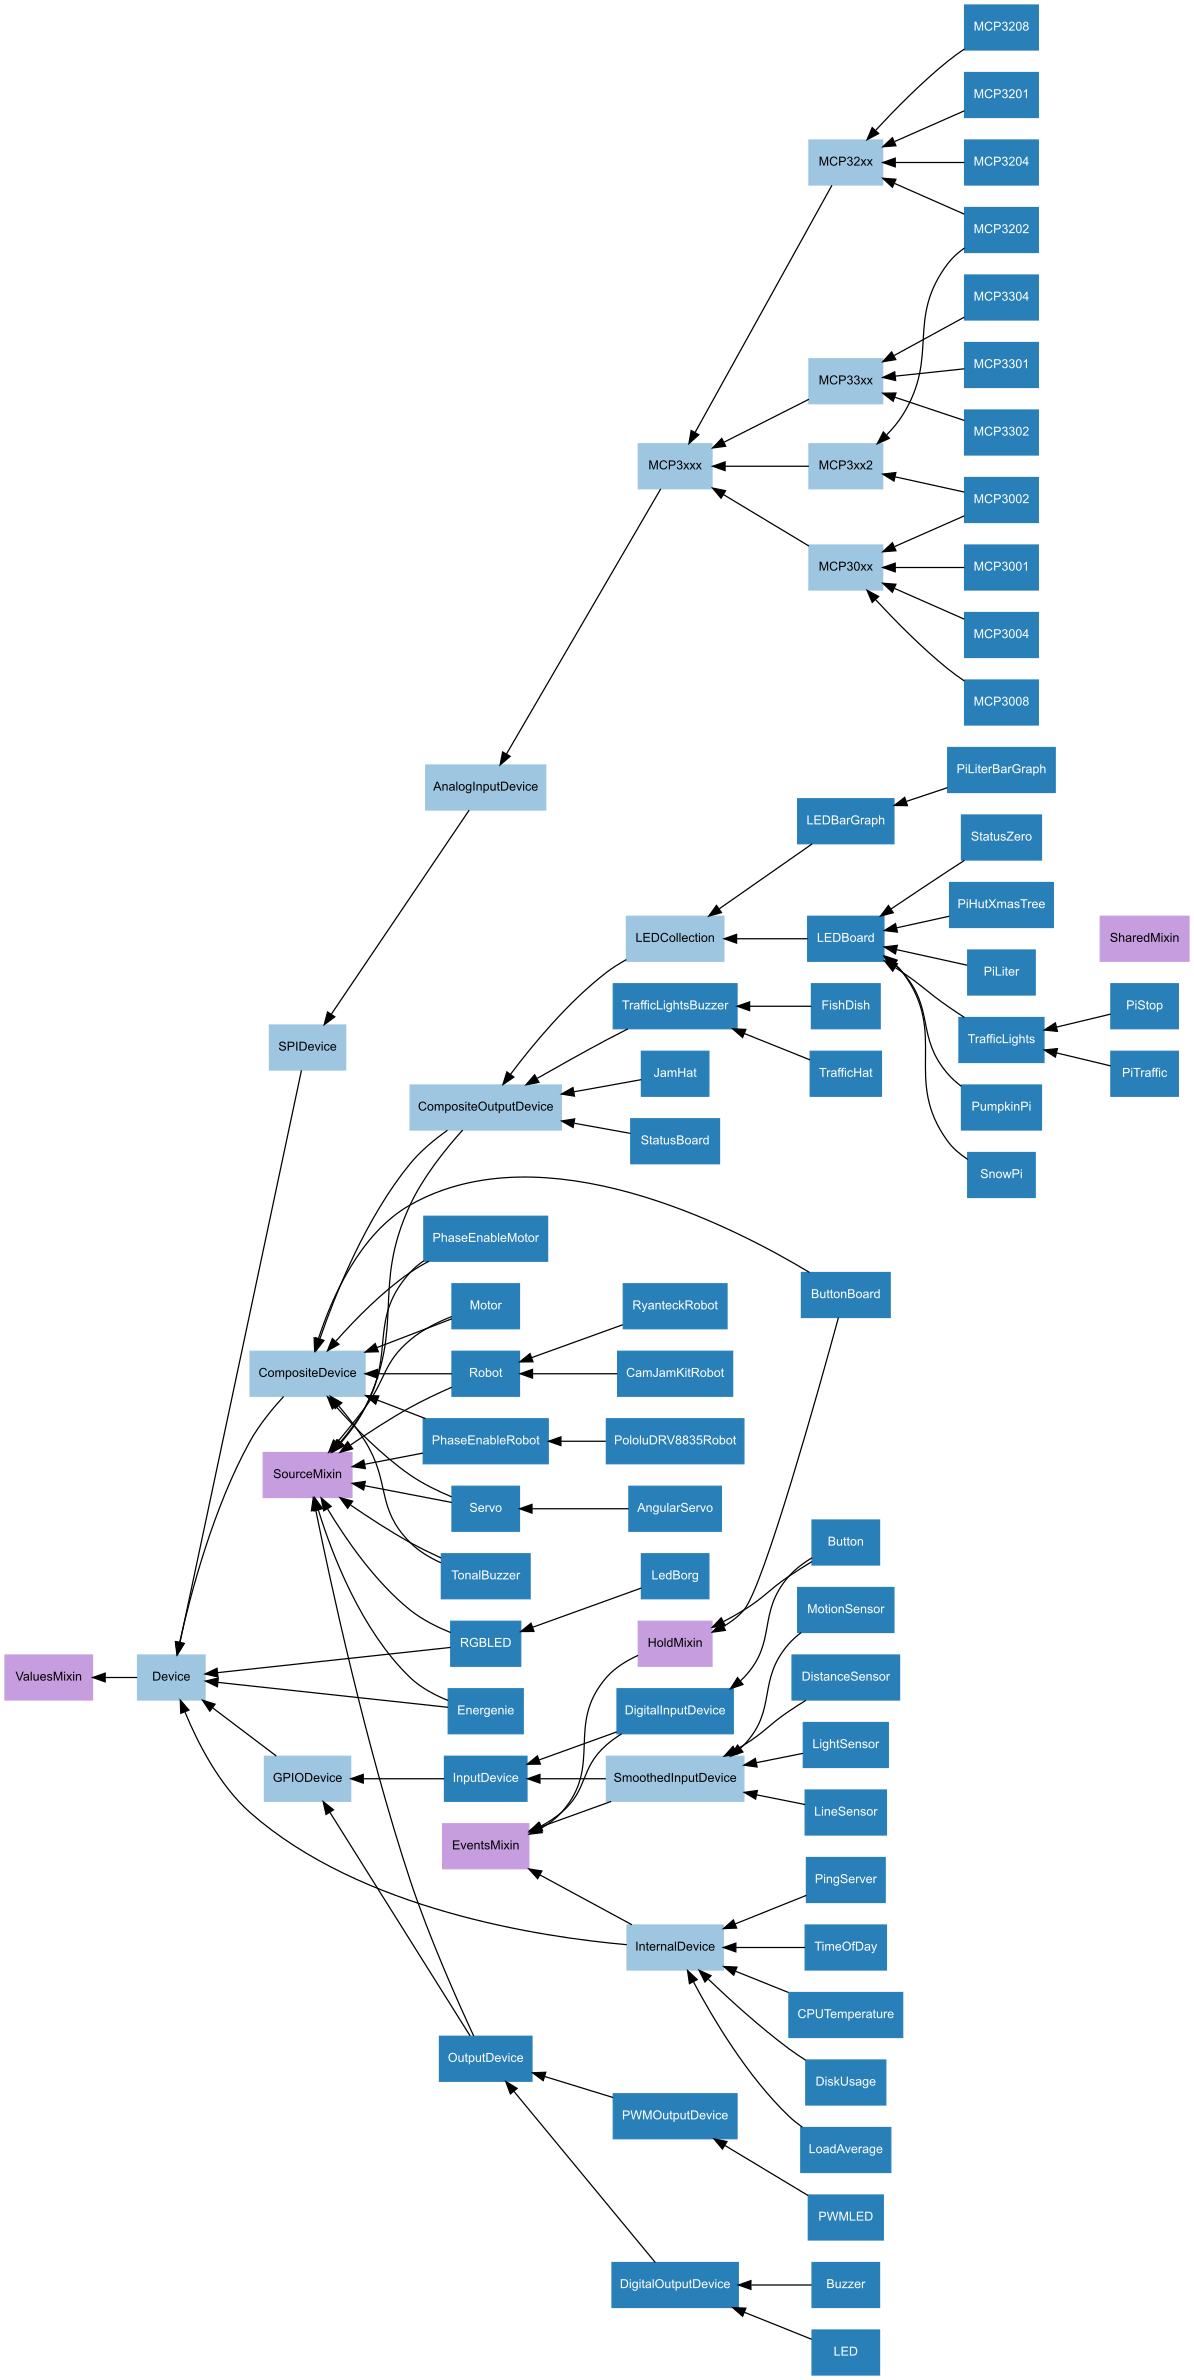 MCP3208
MCP3201
MCP32xx
MCP3204
MCP3202
MCP3304
MCP3301
MCP33xx
MCP3302
MCP3xxx
MCP3xx2
MCP3002
MCP30xx
MCP3001
MCP3004
MCP3008
PiLiterBarGraph
AnalogInputDevice
LEDBarGraph
StatusZero
PiHutXmasTree
LEDCollection
LEDBoard
SharedMixin
PiLiter
TrafficLightsBuzzer
FishDish
PiStop
TrafficLights
SPIDevice
JamHat
TrafficHat
PiTraffic
CompositeOutputDevice
PumpkinPi
StatusBoard
SnowPi
PhaseEnableMotor
ButtonBoard
Motor
RyanteckRobot
CompositeDevice
Robot
CamJamKitRobot
PhaseEnableRobot
PololuDRV8835Robot
SourceMixin
Servo
AngularServo
Button
TonalBuzzer
LedBorg
MotionSensor
RGBLED
HoldMixin
ValuesMixin
Device
DistanceSensor
Energenie
DigitalInputDevice
LightSensor
GPIODevice
InputDevice
SmoothedInputDevice
LineSensor
EventsMixin
PingServer
InternalDevice
TimeOfDay
CPUTemperature
OutputDevice
DiskUsage
PWMOutputDevice
LoadAverage
PWMLED
DigitalOutputDevice
Buzzer
LED